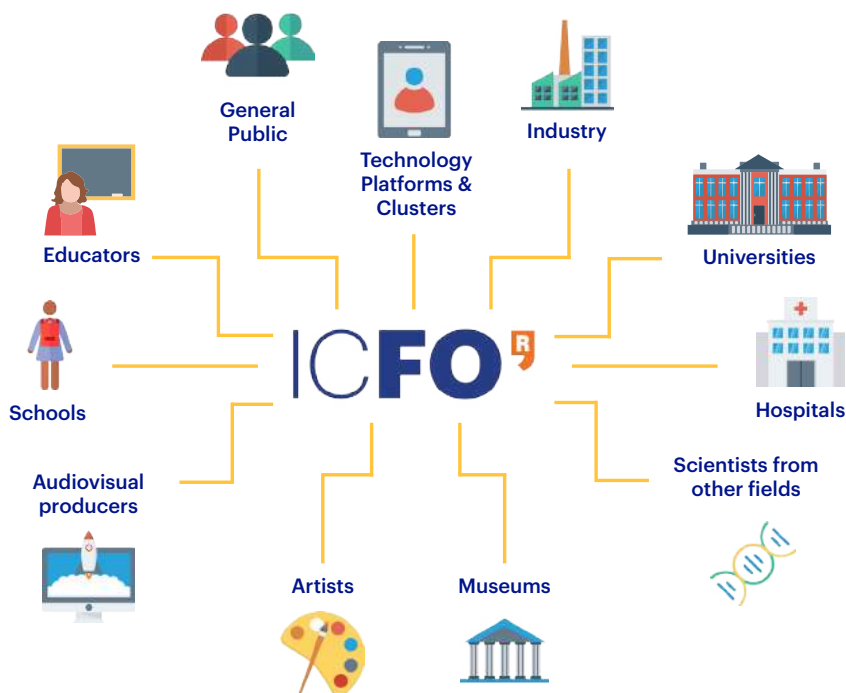 General
Public
Technology
Platforms &
Clusters
Industry
Educators
Universities
ICFO R
Schools
Hospitals
Audiovisual
producers
Scientists from
other fields
Artists
Museums